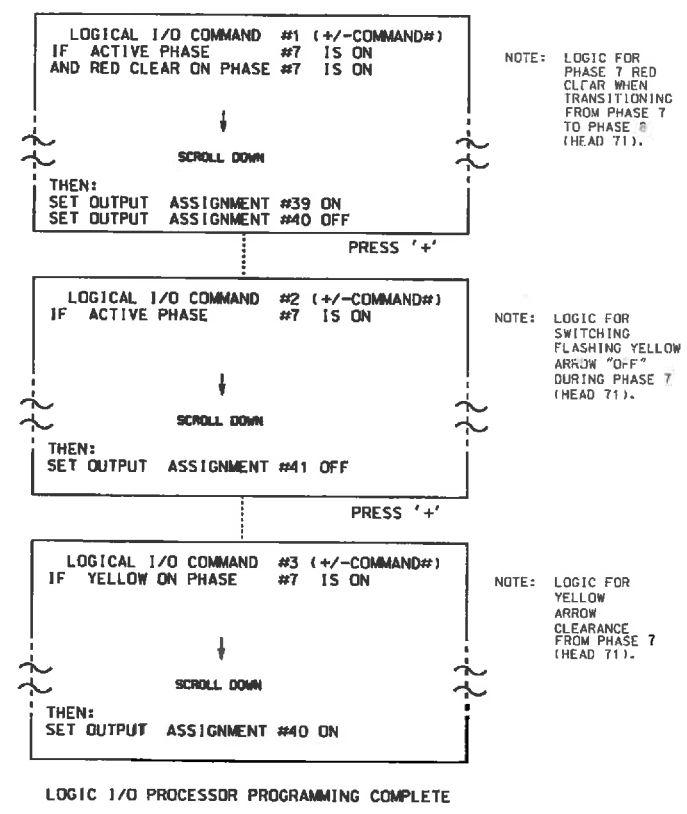 LOGICAL I/O COMMAND #1 (+/-COMMAND#)
IF ACTIVE PHASE #7 IS ON
AND RED CLEAR ON PHASE #7 IS ON
SCROLL DOWN
THEN:
SET OUTPUT ASSIGNMENT #39 ON
SET OUTPUT ASSIGNMENT #40 OFF
NOTE: LOGIC FOR
PHASE 7 RED
CLEAR WHEN
TRANSITIONING
FROM PHASE 7
TO PHASE 8
(HEAD 71).
PRESS '+'
LOGICAL I/O COMMAND #2 (+/-COMMAND#)
IF ACTIVE PHASE #7 IS ON
SCROLL DOWN
THEN:
SET OUTPUT ASSIGNMENT #41 OFF
NOTE: LOGIC FOR
SWITCHING
FLASHING YELLOW
ARROW "OFF"
DURING PHASE 7
(HEAD 71).
PRESS '+'
LOGICAL I/O COMMAND #3 (+/-COMMAND#)
IF YELLOW ON PHASE #7 IS ON
SCROLL DOWN
THEN:
SET OUTPUT ASSIGNMENT #40 ON
NOTE: LOGIC FOR
YELLOW
ARROW
CLEARANCE
FROM PHASE 7
(HEAD 71).
LOGIC I/O PROCESSOR PROGRAMMING COMPLETE